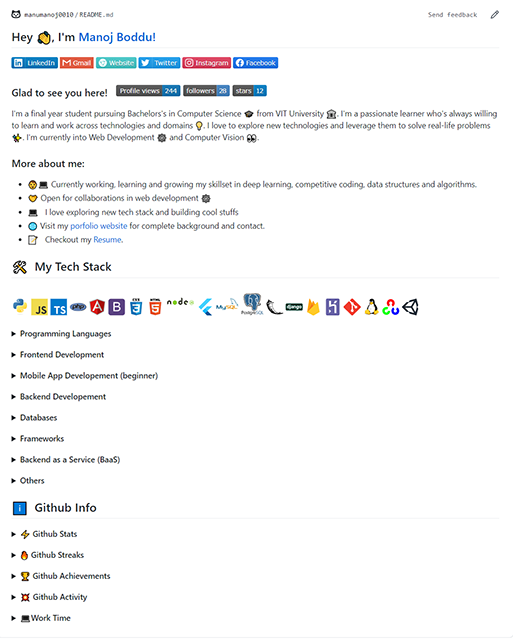 manumanoj0010/README.md
Send feedback
Hey 👋, I'm Manoj Boddu!
LinkedIn Gmail Website Twitter Instagram Facebook
Glad to see you here! Profile views 244 followers 28 stars 12
I'm a final year student pursuing Bachelors's in Computer Science 🎓 from VIT University 🏛. I'm a passionate learner who's always willing
to learn and work across technologies and domains 💡. I love to explore new technologies and leverage them to solve real-life problems
✨. I'm currently into Web Development ⚙ and Computer Vision 👀.
More about me:
Currently working, learning and growing my skillset in deep learning, competitive coding, data structures and algorithms.
Open for collaborations in web development
I love exploring new tech stack and building cool stuffs
Visit my porfolio website for complete background and contact.
Checkout my Resume.
My Tech Stack
JS TS php A B CSS 3 HTML 5 node MySQL PostgreSQL django
Programming Languages
Frontend Development
Mobile App Developement (beginner)
Backend Developement
Databases
Frameworks
Backend as a Service (BaaS)
Others
Github Info
Github Stats
Github Streaks
Github Achievements
Github Activity
Work Time